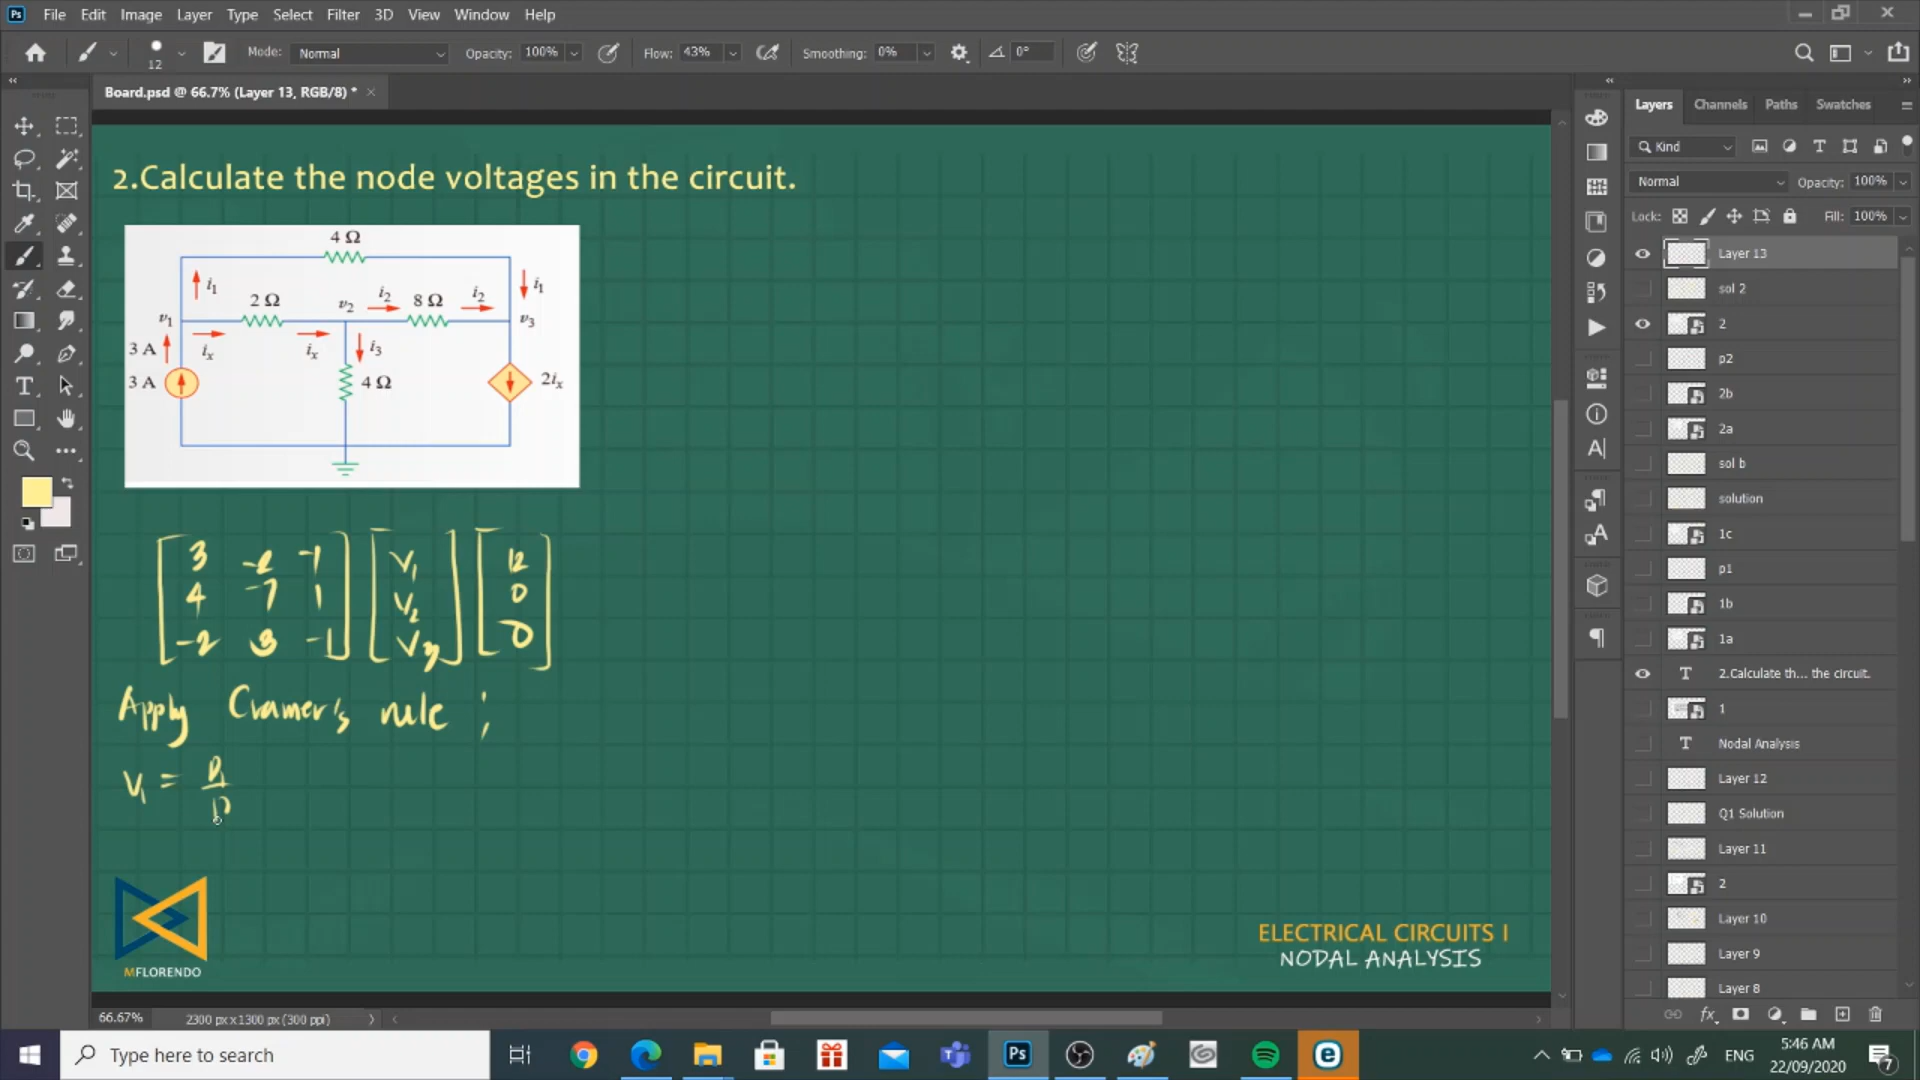 Ps File Edit Image Layer Type Select Filter 3D View Window Help
12 Mode: Normal Opacity: 100% Flow: 43% Smoothing: 0% 0°
Board.psd @ 66.7% (Layer 13, RGB/8) *
2.Calculate the node voltages in the circuit.
4 Ω
i1 i1
2 Ω v2 i2 8 Ω i2
v1 v3
3 A ix ix i3
3 A 4 Ω 2ix
3 -2 -1 V1 12
4 -7 1 V2 0
-2 3 -1 V3 0
Apply Cramer's rule ;
V1 = D1
D
MFLORENDO
ELECTRICAL CIRCUITS I
NODAL ANALYSIS
66.67% 2300 px x 1300 px (300 ppi)
Layers Channels Paths Swatches
Kind
Normal Opacity: 100%
Lock: Fill: 100%
Layer 13
sol 2
2
p2
2b
2a
sol b
solution
1c
p1
1b
1a
T 2.Calculate th... the circuit.
1
T Nodal Analysis
Layer 12
Q1 Solution
Layer 11
2
Layer 10
Layer 9
Layer 8
fx
Type here to search
Ps
ENG
5:46 AM
22/09/2020
7